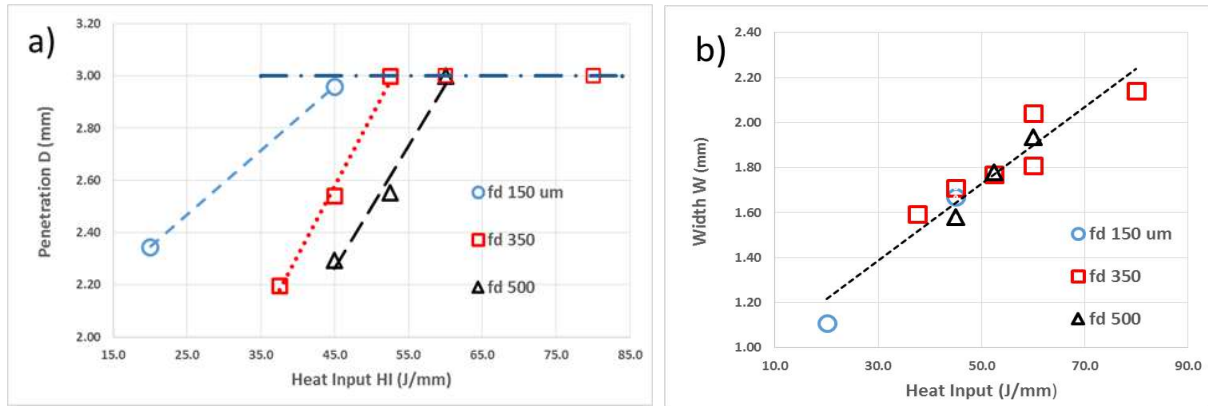 a)
Penetration D (mm)
3.20
3.00
2.80
2.60
2.40
2.20
2.00
15.0 25.0 35.0 45.0 55.0 65.0 75.0 85.0
Heat Input HI (J/mm)
fd 150 um
fd 350
fd 500
b)
Width W (mm)
2.40
2.20
2.00
1.80
1.60
1.40
1.20
1.00
10.0 30.0 50.0 70.0 90.0
Heat Input (J/mm)
fd 150 um
fd 350
fd 500